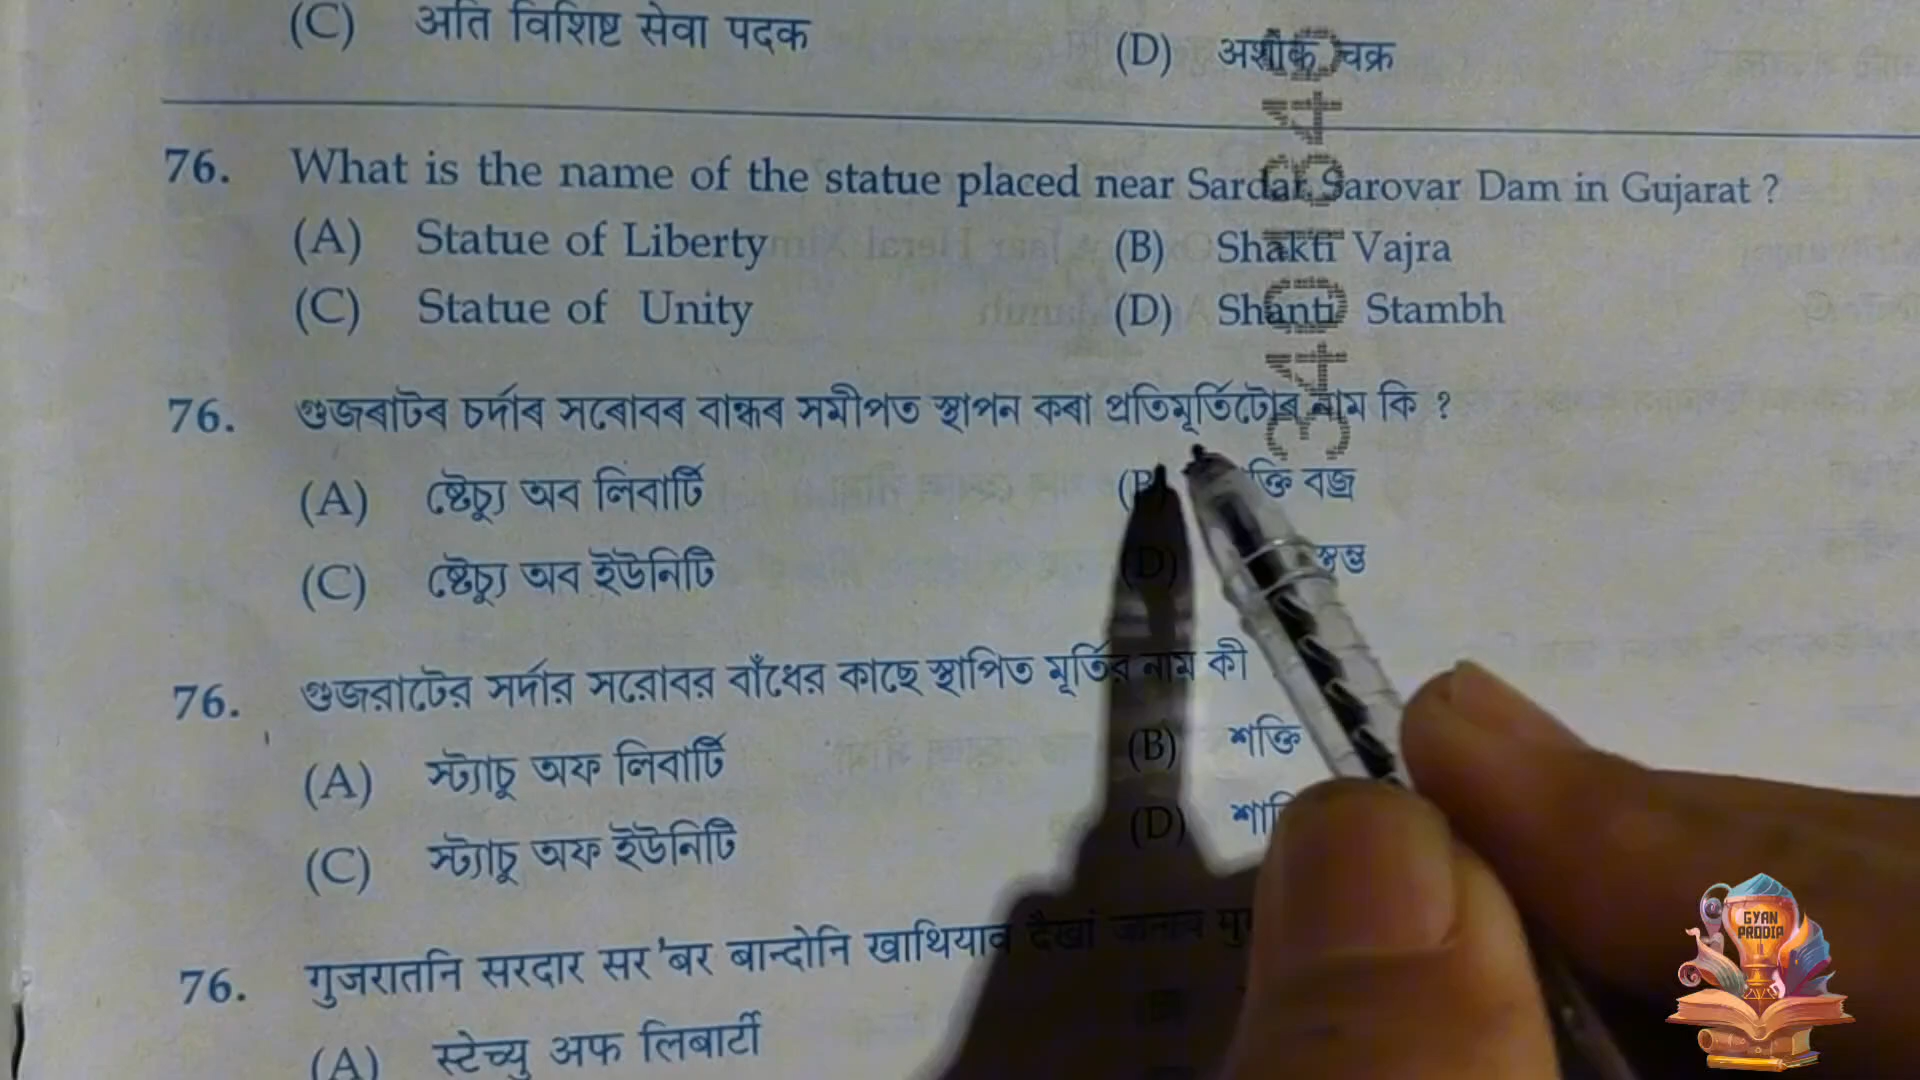 (C) अति विशिष्ट सेवा पदक (D) अशोक चक्र
76. What is the name of the statue placed near Sardar Sarovar Dam in Gujarat ?
(A) Statue of Liberty (B) Shakti Vajra
(C) Statue of Unity (D) Shanti Stambh
76. গুজৰাটৰ চৰ্দাৰ সৰোবৰ বান্ধৰ সমীপত স্থাপন কৰা প্ৰতিমূৰ্তিটোৰ নাম কি ?
(A) ষ্টেচ্যু অব লিবাৰ্টি (B) বজ্ৰ
(C) ষ্টেচ্যু অব ইউনিটি (D)
76. গুজরাটের সর্দার সরোবর বাঁধের কাছে স্থাপিত মূর্তির নাম কী
(A) স্ট্যাচু অফ লিবার্টি (B) শক্তি
(C) স্ট্যাচু অফ ইউনিটি (D)
76. गुजरातनि सरदार सर'बर बान्दोनि खाथियाव दैखां
(A) स्टेच्यु अफ लिबार्टी
34011640
GYAN
PRODIP